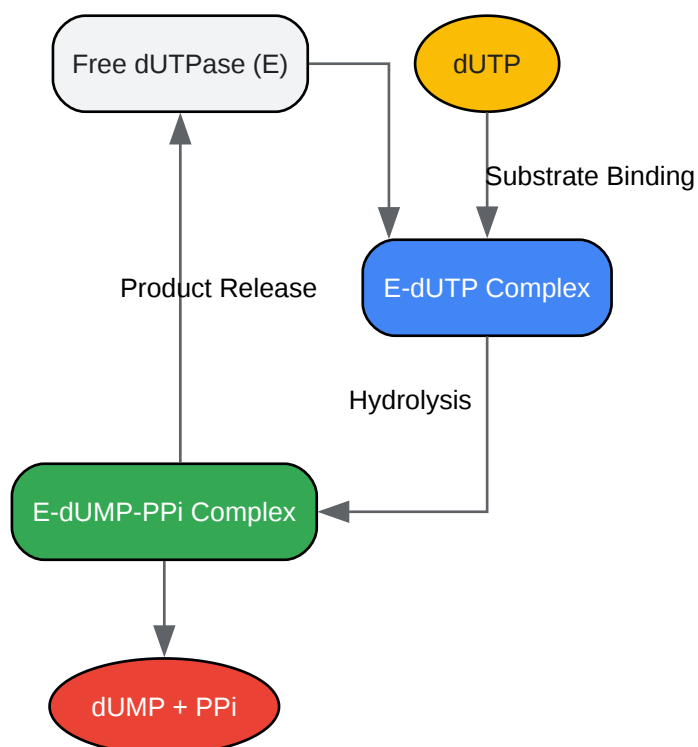 Free dUTPase (E)
dUTP
Substrate Binding
Product Release
E-dUTP Complex
Hydrolysis
E-dUMP-PPi Complex
dUMP + PPi